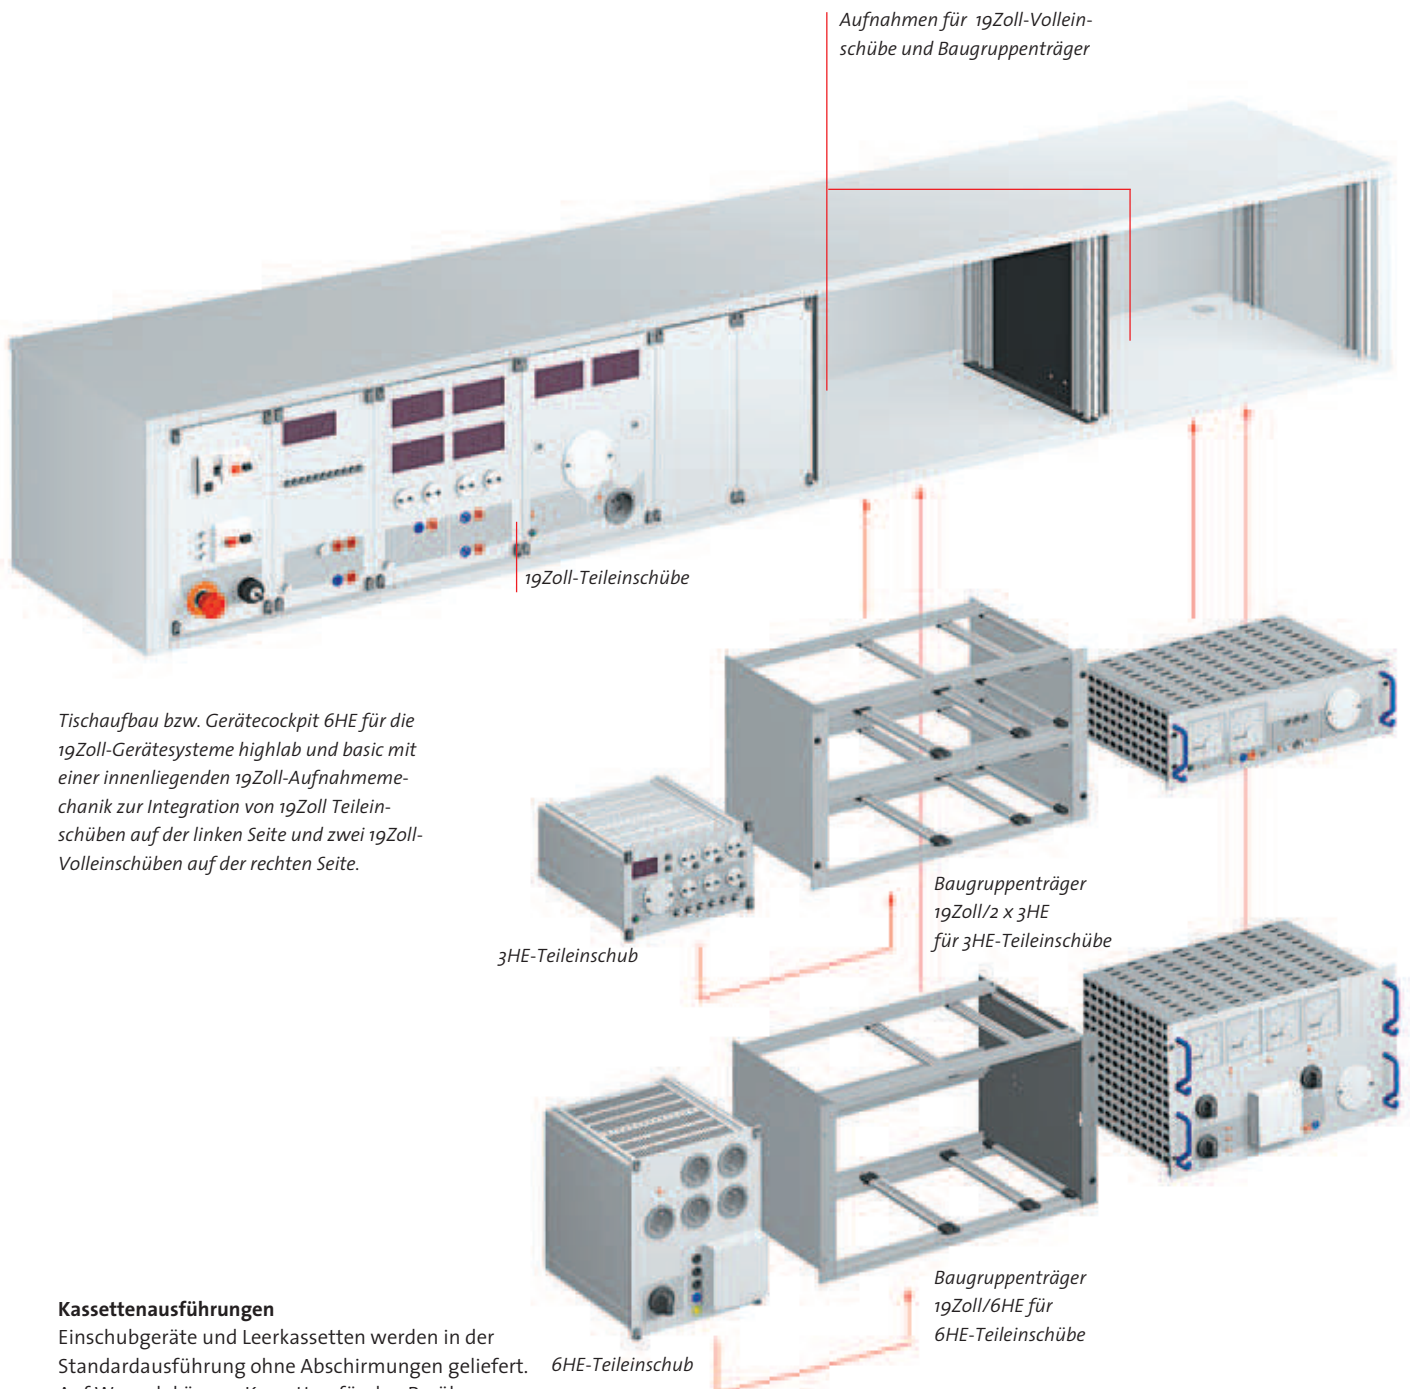 Aufnahmen für 19Zoll-Vollein-
schübe und Baugruppenträger
19Zoll-Teileinschübe
Tischaufbau bzw. Gerätecockpit 6HE für die
19Zoll-Gerätesysteme highlab und basic mit
einer innenliegenden 19Zoll-Aufnahmeme-
chanik zur Integration von 19Zoll Teilein-
schüben auf der linken Seite und zwei 19Zoll-
Volleinschüben auf der rechten Seite.
3HE-Teileinschub
Baugruppenträger
19Zoll/2 x 3HE
für 3HE-Teileinschübe
Baugruppenträger
19Zoll/6HE für
6HE-Teileinschübe
6HE-Teileinschub
Kassettenausführungen
Einschubgeräte und Leerkassetten werden in der
Standardausführung ohne Abschirmungen geliefert.